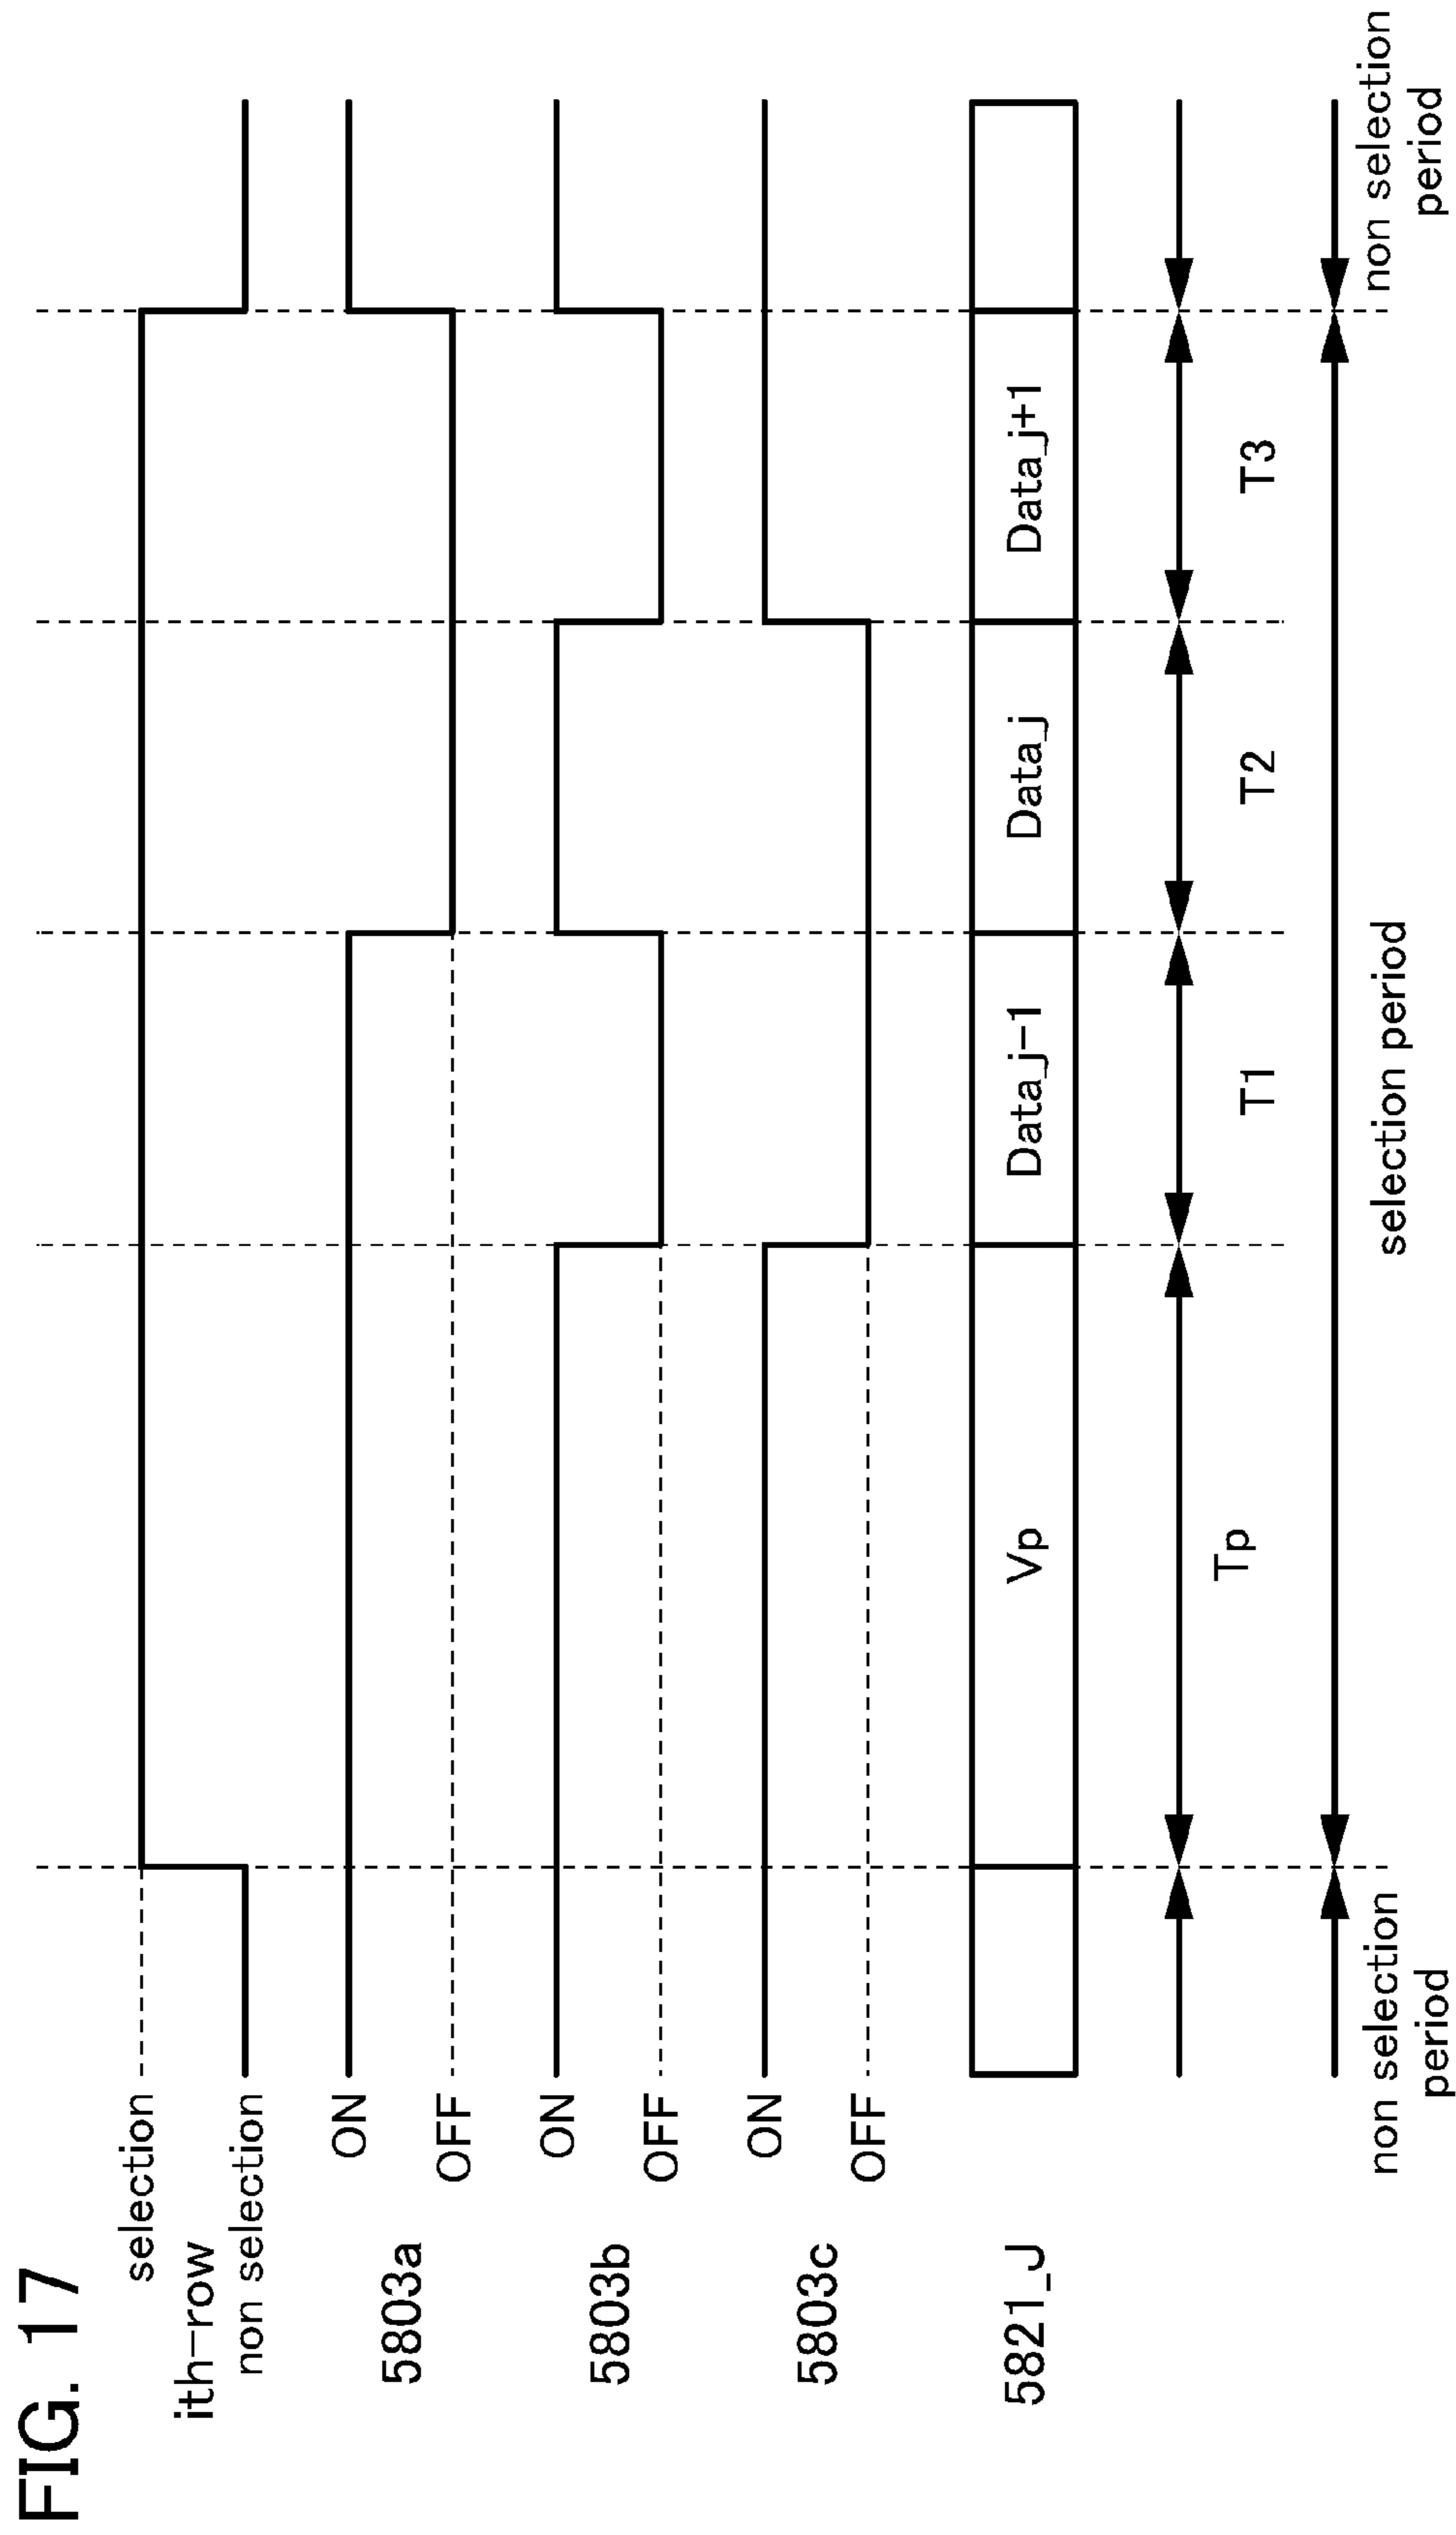 FIG. 17
selection
ith-row
non selection
ON
5803a
OFF
ON
5803b
OFF
ON
5803c
OFF
5821_J
Vp
Data_j-1
Data_j
Data_j+1
Tp
T1
T2
T3
non selection
period
selection period
non selection
period